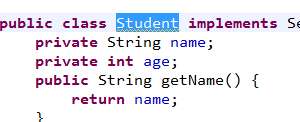 public class Student implements Se
private String name;
private int age;
public String getName() {
return name;
}